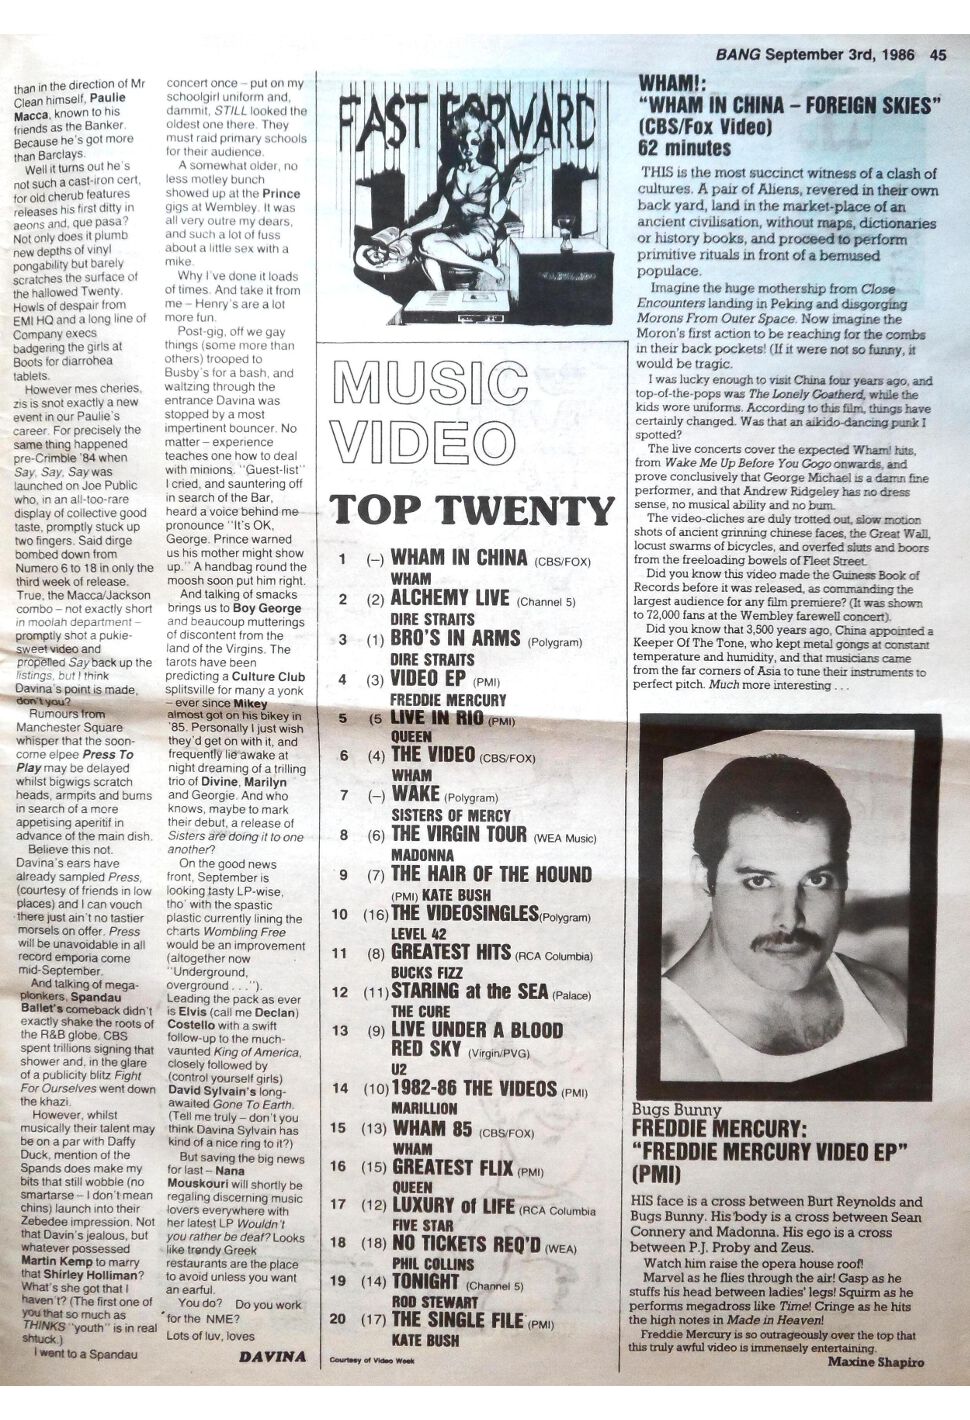 BANG September 3rd, 1986 45
than in the direction of Mr
Clean himself, Paulie
Macca, known to his
friends as the Banker.
Because he's got more
than Barclays.
Well it turns out he's
not such a cast-iron cert,
for old cherub features
releases his first ditty in
aeons and, que pasa?
Not only does it plumb
new depths of vinyl
pongability but barely
scratches the surface of
the hallowed Twenty.
Howls of despair from
EMI HQ and a long line of
Company execs
badgering the girls at
Boots for diarrohea
tablets.
However mes cheries,
zis is snot exactly a new
event in our Paulie's
career. For precisely the
same thing happened
pre-Crimble '84 when
Say, Say, Say was
launched on Joe Public
who, in an all-too-rare
display of collective good
taste, promptly stuck up
two fingers. Said dirge
bombed down from
Numero 6 to 18 in only the
third week of release.
True, the Macca/Jackson
combo – not exactly short
in moolah department –
promptly shot a pukie-
sweet video and
propelled Say back up the
listings, but I think
Davina's point is made,
don't you?
Rumours from
Manchester Square
whisper that the soon-
come elpee Press To
Play may be delayed
whilst bigwigs scratch
heads, armpits and bums
in search of a more
appetising aperitif in
advance of the main dish.
Believe this not.
Davina's ears have
already sampled Press,
(courtesy of friends in low
places) and I can vouch
there just ain't no tastier
morsels on offer. Press
will be unavoidable in all
record emporia come
mid-September.
And talking of mega-
plonkers, Spandau
Ballet's comeback didn't
exactly shake the roots of
the R&B globe. CBS
spent trillions signing that
shower and, in the glare
of a publicity blitz Fight
For Ourselves went down
the khazi.
However, whilst
musically their talent may
be on a par with Daffy
Duck, mention of the
Spands does make my
bits that still wobble (no
smartarse – I don't mean
chins) launch into their
Zebedee impression. Not
that Davin's jealous, but
whatever possessed
Martin Kemp to marry
that Shirley Holliman?
What's she got that I
haven't? (The first one of
you that so much as
THINKS "youth" is in real
shtuck.)
I went to a Spandau
concert once – put on my
schoolgirl uniform and,
dammit, STILL looked the
oldest one there. They
must raid primary schools
for their audience.
A somewhat older, no
less motley bunch
showed up at the Prince
gigs at Wembley. It was
all very outre my dears,
and such a lot of fuss
about a little sex with a
mike.
Why I've done it loads
of times. And take it from
me – Henry's are a lot
more fun.
Post-gig, off we gay
things (some more than
others) trooped to
Busby's for a bash, and
waltzing through the
entrance Davina was
stopped by a most
impertinent bouncer. No
matter – experience
teaches one how to deal
with minions. "Guest-list"
I cried, and sauntering off
in search of the Bar,
heard a voice behind me
pronounce "It's OK,
George. Prince warned
us his mother might show
up." A handbag round the
moosh soon put him right.
And talking of smacks
brings us to Boy George
and beaucoup mutterings
of discontent from the
land of the Virgins. The
tarots have been
predicting a Culture Club
splitsville for many a yonk
– ever since Mikey
almost got on his bikey in
'85. Personally I just wish
they'd get on with it, and
frequently lie awake at
night dreaming of a trilling
trio of Divine, Marilyn
and Georgie. And who
knows, maybe to mark
their debut, a release of
Sisters are doing it to one
another?
On the good news
front, September is
looking tasty LP-wise,
tho' with the spastic
plastic currently lining the
charts Wombling Free
would be an improvement
(altogether now
"Underground,
overground . . .").
Leading the pack as ever
is Elvis (call me Declan)
Costello with a swift
follow-up to the much-
vaunted King of America,
closely followed by
(control yourself girls)
David Sylvain's long-
awaited Gone To Earth.
(Tell me truly – don't you
think Davina Sylvain has
kind of a nice ring to it?)
But saving the big news
for last – Nana
Mouskouri will shortly be
regaling discerning music
lovers everywhere with
her latest LP Wouldn't
you rather be deaf? Looks
like trendy Greek
restaurants are the place
to avoid unless you want
an earful.
You do? Do you work
for the NME?
Lots of luv, loves
DAVINA
FAST FORWARD
MUSIC
VIDEO
TOP TWENTY
1 (–) WHAM IN CHINA (CBS/FOX)
WHAM
2 (2) ALCHEMY LIVE (Channel 5)
DIRE STRAITS
3 (1) BRO'S IN ARMS (Polygram)
DIRE STRAITS
4 (3) VIDEO EP (PMI)
FREDDIE MERCURY
5 (5 LIVE IN RIO (PMI)
QUEEN
6 (4) THE VIDEO (CBS/FOX)
WHAM
7 (–) WAKE (Polygram)
SISTERS OF MERCY
8 (6) THE VIRGIN TOUR (WEA Music)
MADONNA
9 (7) THE HAIR OF THE HOUND
(PMI) KATE BUSH
10 (16) THE VIDEOSINGLES (Polygram)
LEVEL 42
11 (8) GREATEST HITS (RCA Columbia)
BUCKS FIZZ
12 (11) STARING at the SEA (Palace)
THE CURE
13 (9) LIVE UNDER A BLOOD
RED SKY (Virgin/PVG)
U2
14 (10) 1982-86 THE VIDEOS (PMI)
MARILLION
15 (13) WHAM 85 (CBS/FOX)
WHAM
16 (15) GREATEST FLIX (PMI)
QUEEN
17 (12) LUXURY of LIFE (RCA Columbia
FIVE STAR
18 (18) NO TICKETS REQ'D (WEA)
PHIL COLLINS
19 (14) TONIGHT (Channel 5)
ROD STEWART
20 (17) THE SINGLE FILE (PMI)
KATE BUSH
Courtesy of Video Week
WHAM!:
"WHAM IN CHINA – FOREIGN SKIES"
(CBS/Fox Video)
62 minutes
THIS is the most succinct witness of a clash of
cultures. A pair of Aliens, revered in their own
back yard, land in the market-place of an
ancient civilisation, without maps, dictionaries
or history books, and proceed to perform
primitive rituals in front of a bemused
populace.
Imagine the huge mothership from Close
Encounters landing in Peking and disgorging
Morons From Outer Space. Now imagine the
Moron's first action to be reaching for the combs
in their back pockets! (If it were not so funny, it
would be tragic.
I was lucky enough to visit China four years ago, and
top-of-the-pops was The Lonely Goatherd, while the
kids wore uniforms. According to this film, things have
certainly changed. Was that an aikido-dancing punk I
spotted?
The live concerts cover the expected Wham! hits,
from Wake Me Up Before You Gogo onwards, and
prove conclusively that George Michael is a damn fine
performer, and that Andrew Ridgeley has no dress
sense, no musical ability and no bum.
The video-cliches are duly trotted out, slow motion
shots of ancient grinning chinese faces, the Great Wall,
locust swarms of bicycles, and overfed sluts and boors
from the freeloading bowels of Fleet Street.
Did you know this video made the Guiness Book of
Records before it was released, as commanding the
largest audience for any film premiere? (It was shown
to 72,000 fans at the Wembley farewell concert).
Did you know that 3,500 years ago, China appointed a
Keeper Of The Tone, who kept metal gongs at constant
temperature and humidity, and that musicians came
from the far corners of Asia to tune their instruments to
perfect pitch. Much more interesting . . .
Bugs Bunny
FREDDIE MERCURY:
"FREDDIE MERCURY VIDEO EP"
(PMI)
HIS face is a cross between Burt Reynolds and
Bugs Bunny. His body is a cross between Sean
Connery and Madonna. His ego is a cross
between P.J. Proby and Zeus.
Watch him raise the opera house roof!
Marvel as he flies through the air! Gasp as he
stuffs his head between ladies' legs! Squirm as he
performs megadross like Time! Cringe as he hits
the high notes in Made in Heaven!
Freddie Mercury is so outrageously over the top that
this truly awful video is immensely entertaining.
Maxine Shapiro